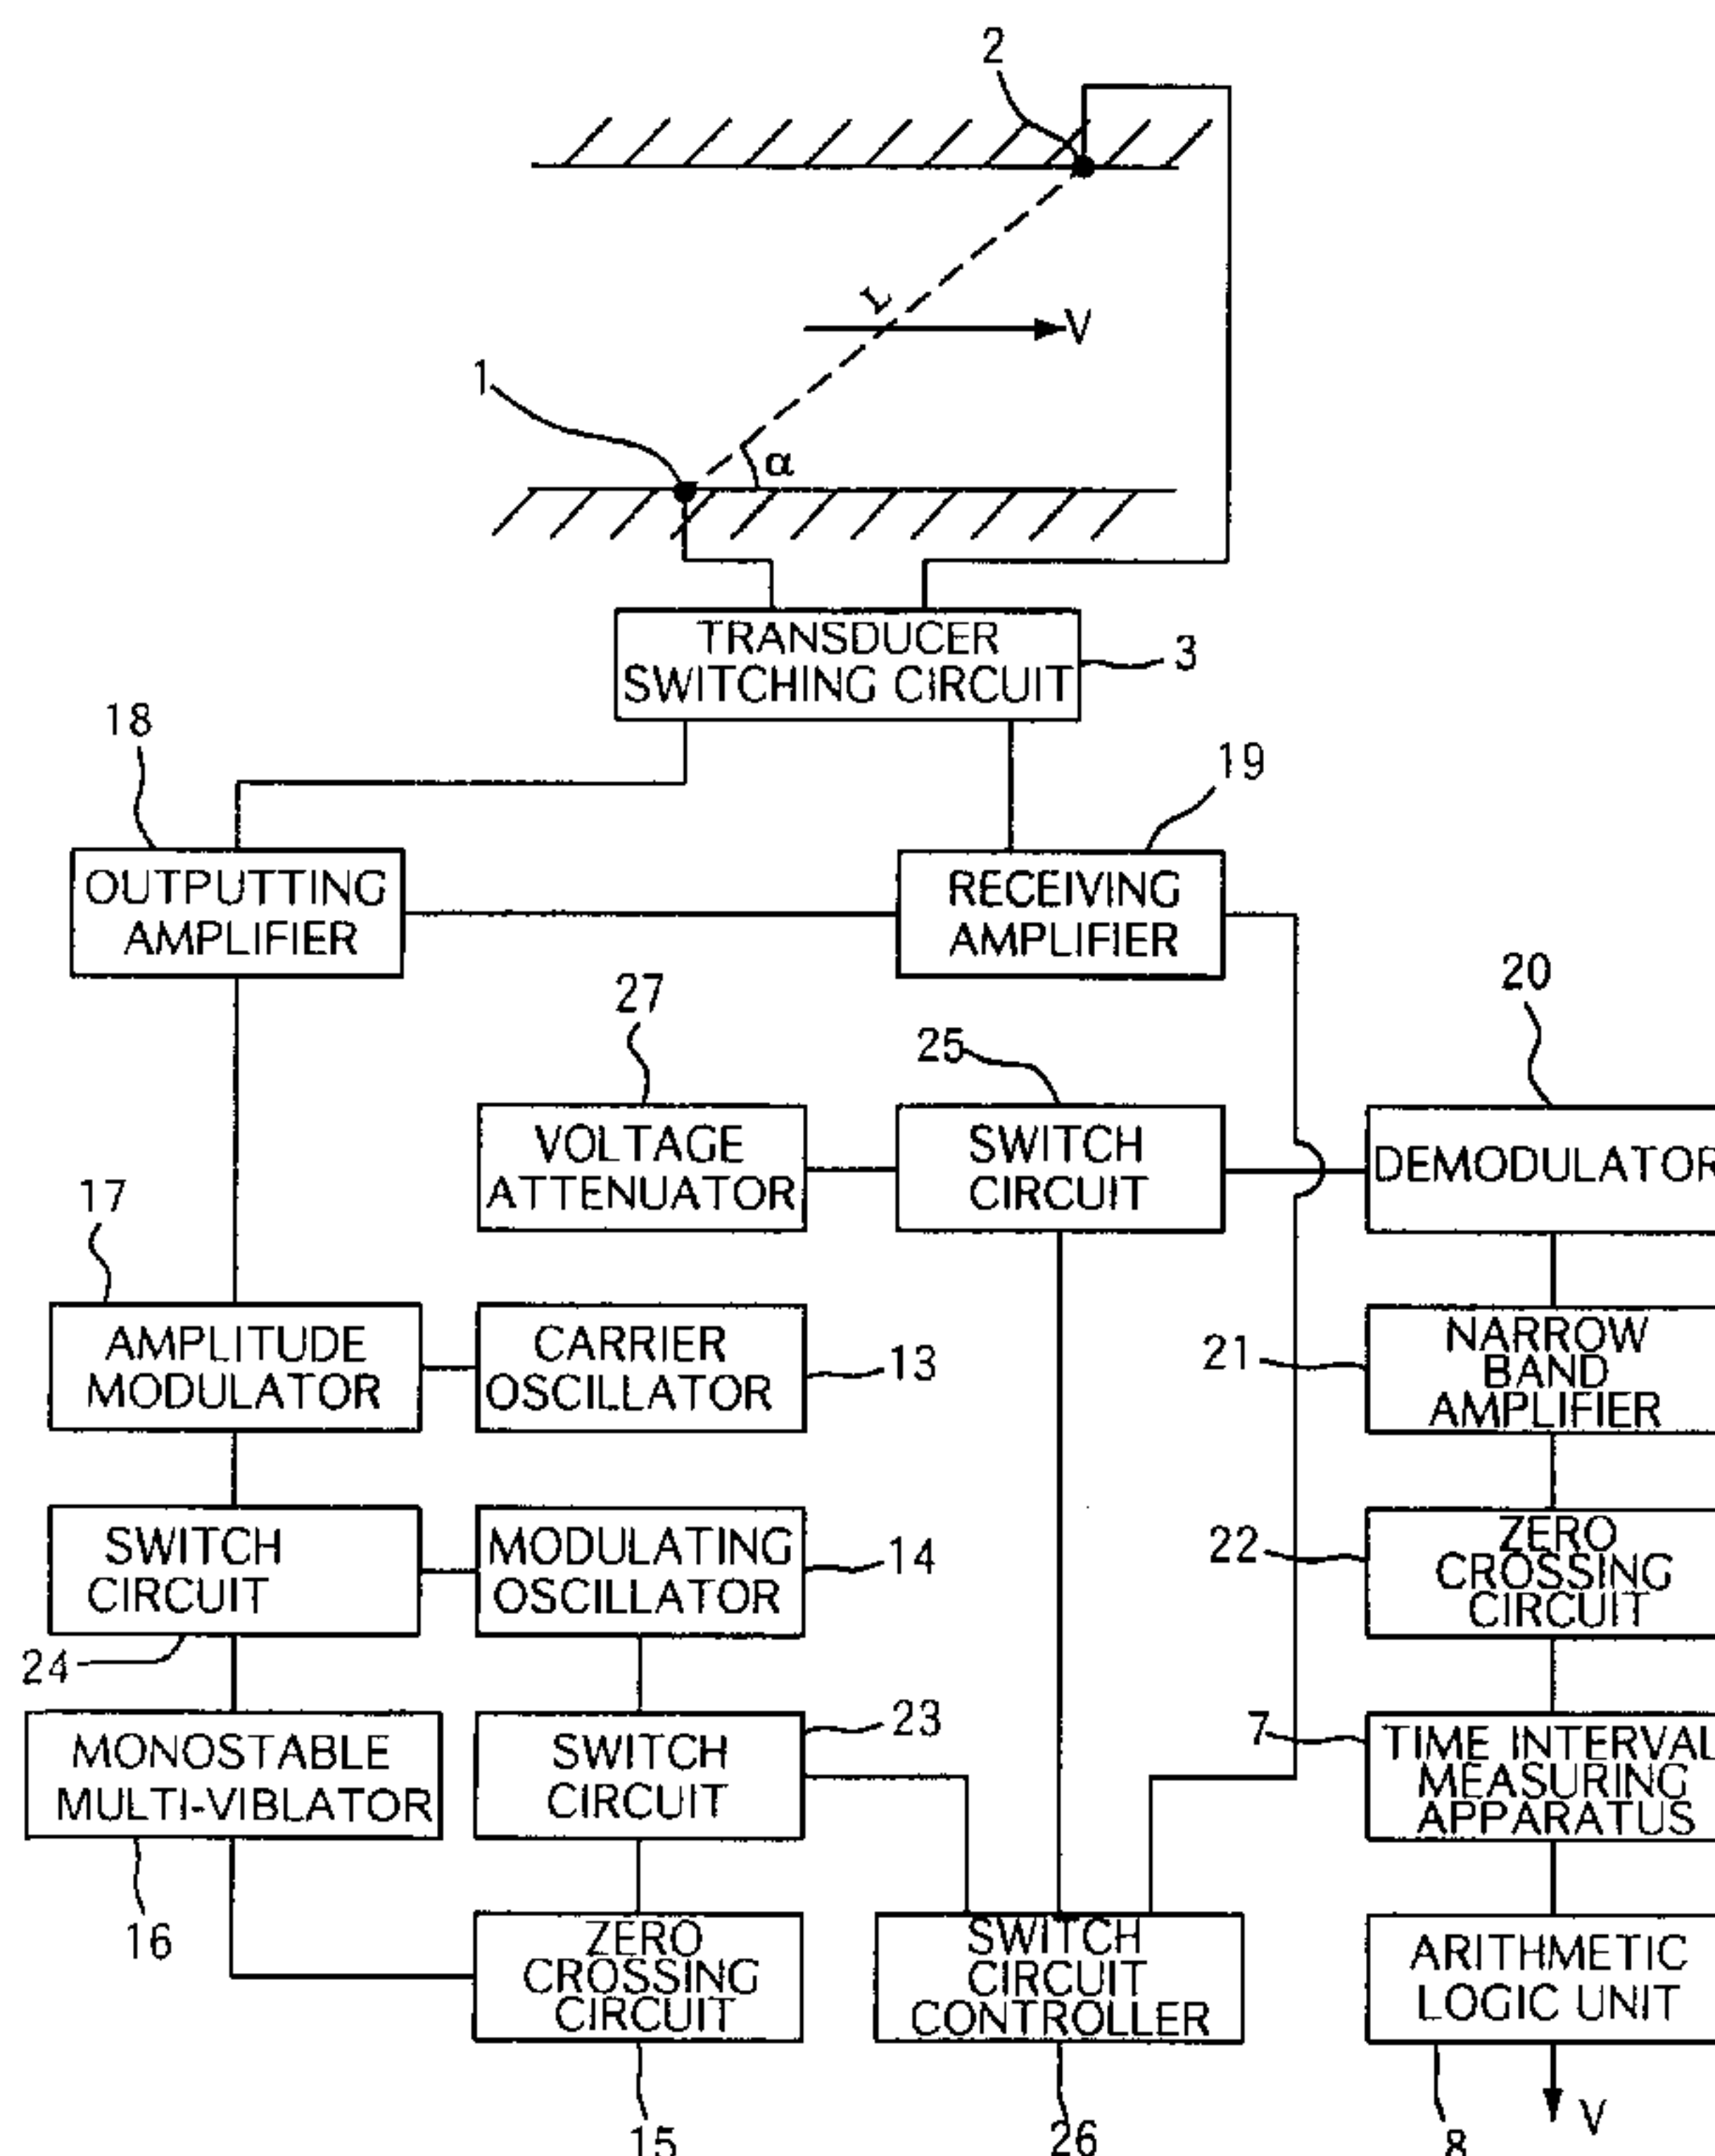 2
L
V
1
α
TRANSDUCER
SWITCHING CIRCUIT
3
18
19
OUTPUTTING
AMPLIFIER
RECEIVING
AMPLIFIER
27
25
20
VOLTAGE
ATTENUATOR
SWITCH
CIRCUIT
DEMODULATOR
17
AMPLITUDE
MODULATOR
CARRIER
OSCILLATOR
13
21
NARROW
BAND
AMPLIFIER
SWITCH
CIRCUIT
MODULATING
OSCILLATOR
14
22
ZERO
CROSSING
CIRCUIT
24
MONOSTABLE
MULTI-VIBLATOR
SWITCH
CIRCUIT
23
7
TIME INTERVAL
MEASURING
APPARATUS
16
ZERO
CROSSING
CIRCUIT
SWITCH
CIRCUIT
CONTROLLER
ARITHMETIC
LOGIC UNIT
15
26
8
V